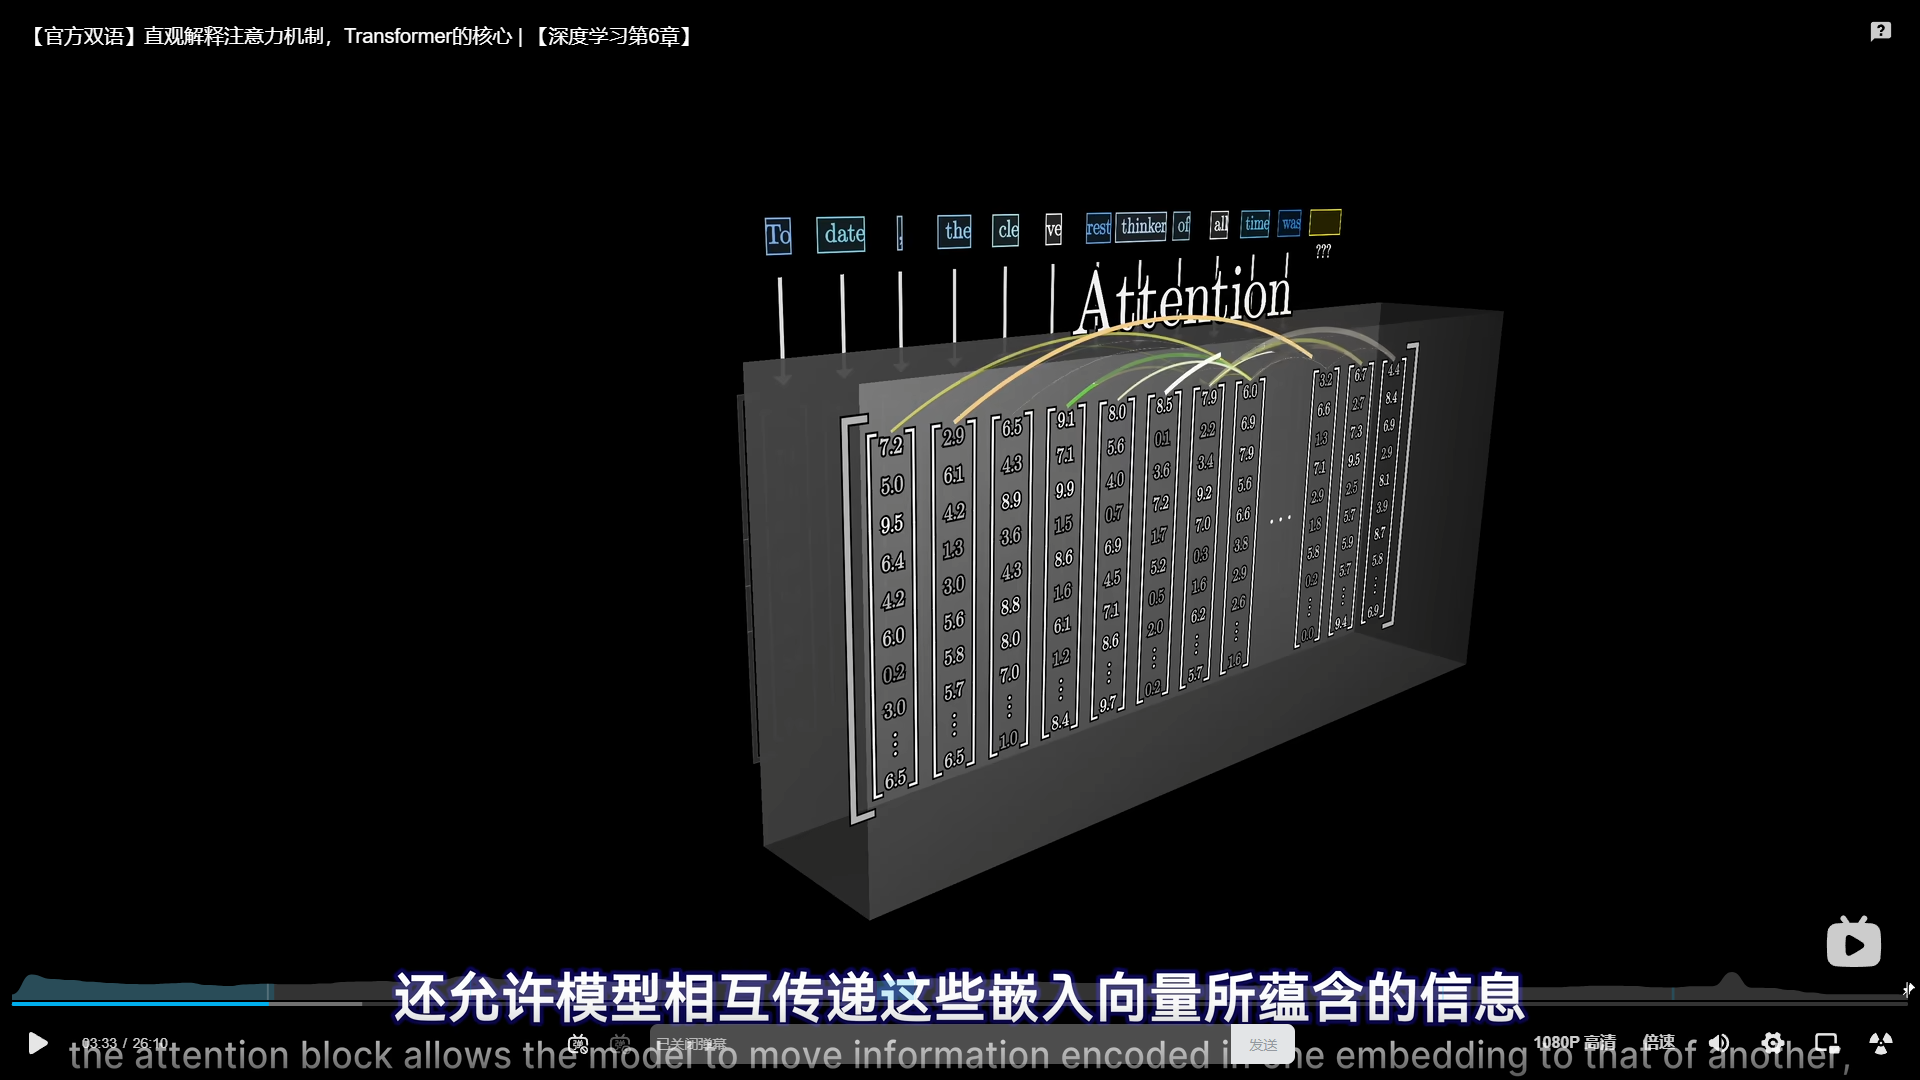 【官方双语】直观解释注意力机制，Transformer的核心 | 【深度学习第6章】
To date , the cle ve rest thinker of all time was
???
Attention
7.2 2.9 6.5 9.1 8.0 8.5 7.9 6.0 3.2 6.7 4.4
5.0 6.1 4.3 7.1 5.6 0.1 2.2 6.9 6.6 2.7 8.4
9.5 4.2 8.9 9.9 4.0 3.6 3.4 7.9 1.3 7.3 6.9
6.4 1.3 3.6 1.5 0.7 7.2 9.2 5.6 7.1 9.5 2.9
4.2 3.0 4.3 8.6 6.9 1.7 7.0 6.6 ... 2.9 2.5 8.1
6.0 5.6 8.8 1.6 4.5 5.2 0.3 3.8 1.8 5.7 3.9
0.2 5.8 8.0 6.1 7.1 0.5 1.6 2.9 5.8 5.9 8.7
3.0 5.7 7.0 1.2 8.6 2.0 6.2 2.6 0.2 5.7 5.8
⋮ ⋮ ⋮ ⋮ ⋮ ⋮ ⋮ ⋮ ⋮ ⋮ ⋮
6.5 6.5 1.0 8.4 9.7 0.2 5.7 1.6 0.0 9.4 6.9
还允许模型相互传递这些嵌入向量所蕴含的信息
03:33 / 26:10 已关闭弹幕 发送 1080P 高清 倍速
the attention block allows the model to move information encoded in one embedding to that of another,